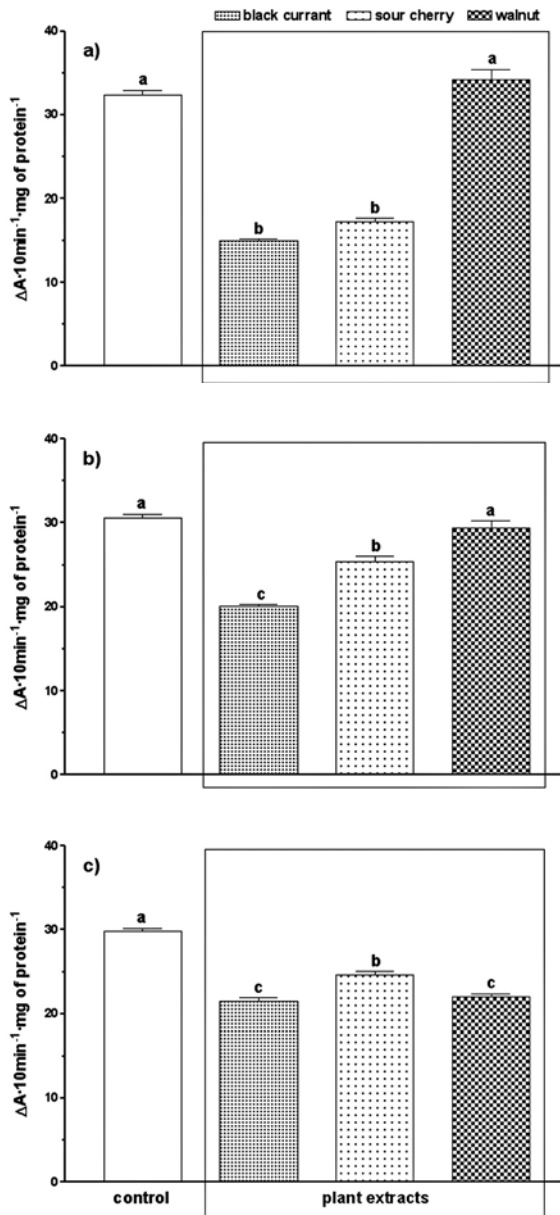 black currant sour cherry walnut
a)
ΔA·10min⁻¹·mg of protein⁻¹
40
30
20
10
0
a
b
b
a
b)
ΔA·10min⁻¹·mg of protein⁻¹
40
30
20
10
0
a
c
b
a
c)
ΔA·10min⁻¹·mg of protein⁻¹
40
30
20
10
0
a
c
b
c
control plant extracts